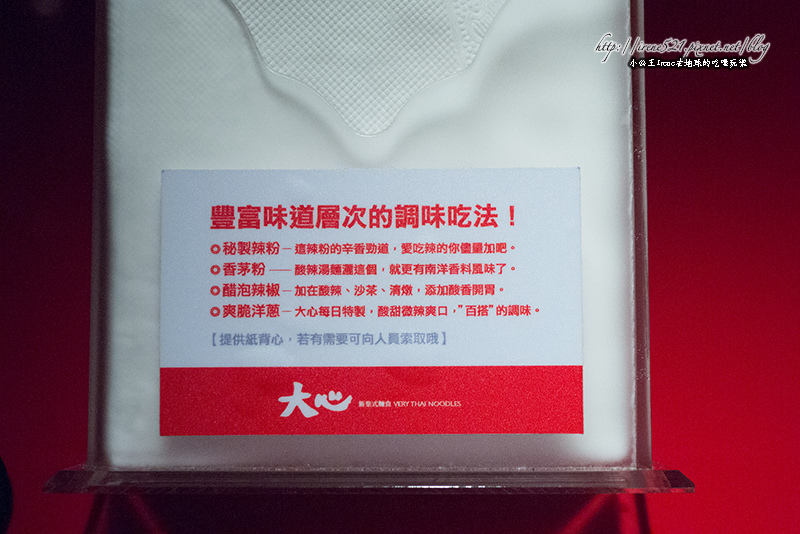 http://irene521.pixnet.net/blog
小公王Irene在地球的吃喝玩樂
豐富味道層次的調味吃法！
◎秘製辣粉－這辣粉的辛香勁道，愛吃辣的你儘量加吧。
◎香茅粉 —— 酸辣湯麵灑這個，就更有南洋香料風味了。
◎醋泡辣椒－加在酸辣、沙茶、清燉，添加酸香開胃。
◎爽脆洋蔥－大心每日特製，酸甜微辣爽口，”百搭”的調味。
【提供紙背心，若有需要可向人員索取哦】
大心 新泰式麵食 VERY THAI NOODLES